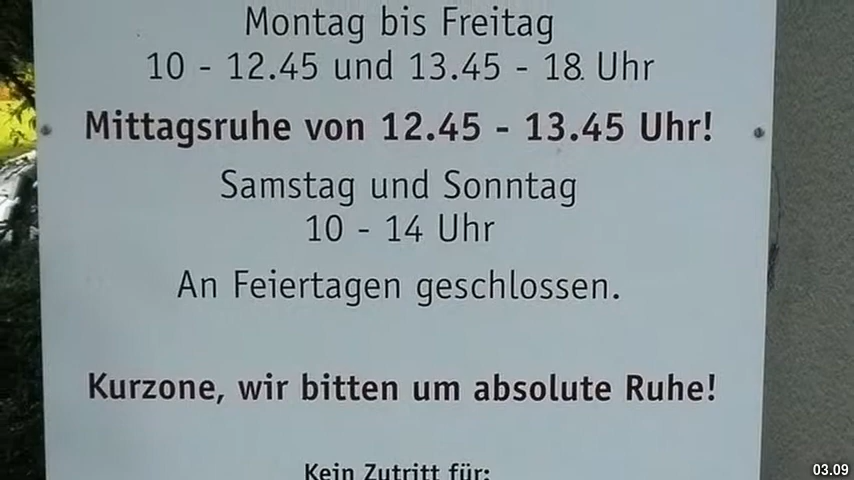 Montag bis Freitag
10 - 12.45 und 13.45 - 18 Uhr
Mittagsruhe von 12.45 - 13.45 Uhr!
Samstag und Sonntag
10 - 14 Uhr
An Feiertagen geschlossen.
Kurzone, wir bitten um absolute Ruhe!
Kein Zutritt für:
03.09